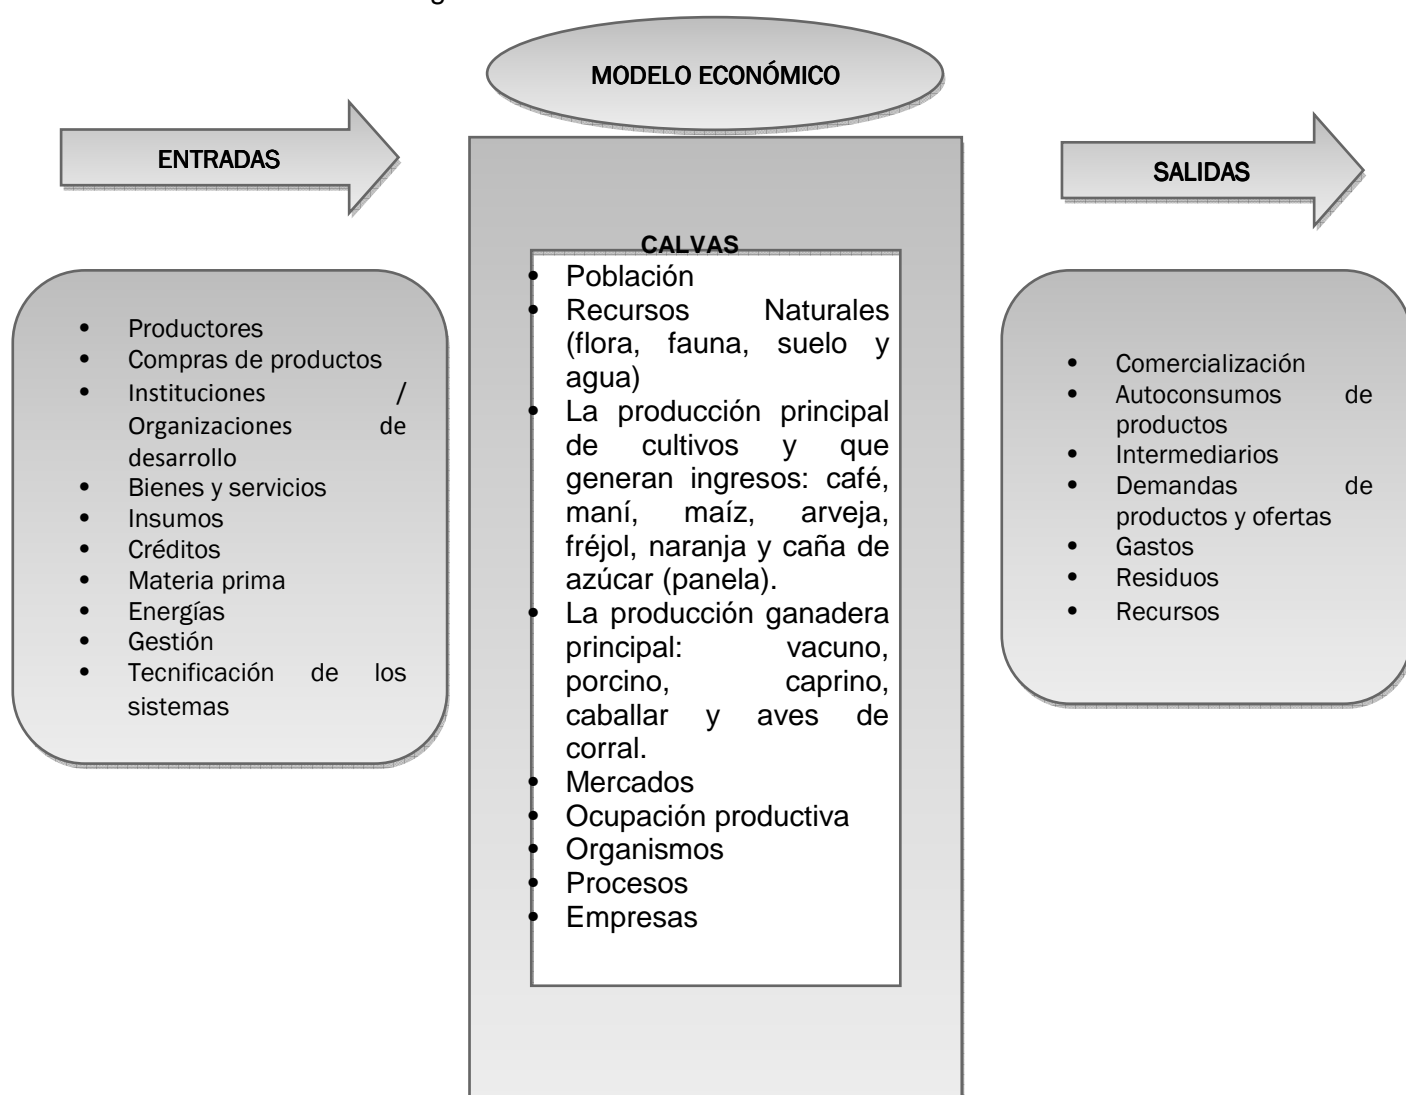 MODELO ECONÓMICO
ENTRADAS
• Productores
• Compras de productos
• Instituciones /
Organizaciones de
desarrollo
• Bienes y servicios
• Insumos
• Créditos
• Materia prima
• Energías
• Gestión
• Tecnificación de los
sistemas
CALVAS
• Población
• Recursos Naturales
(flora, fauna, suelo y
agua)
• La producción principal
de cultivos y que
generan ingresos: café,
maní, maíz, arveja,
fréjol, naranja y caña de
azúcar (panela).
• La producción ganadera
principal: vacuno,
porcino, caprino,
caballar y aves de
corral.
• Mercados
• Ocupación productiva
• Organismos
• Procesos
• Empresas
SALIDAS
• Comercialización
• Autoconsumos de
productos
• Intermediarios
• Demandas de
productos y ofertas
• Gastos
• Residuos
• Recursos